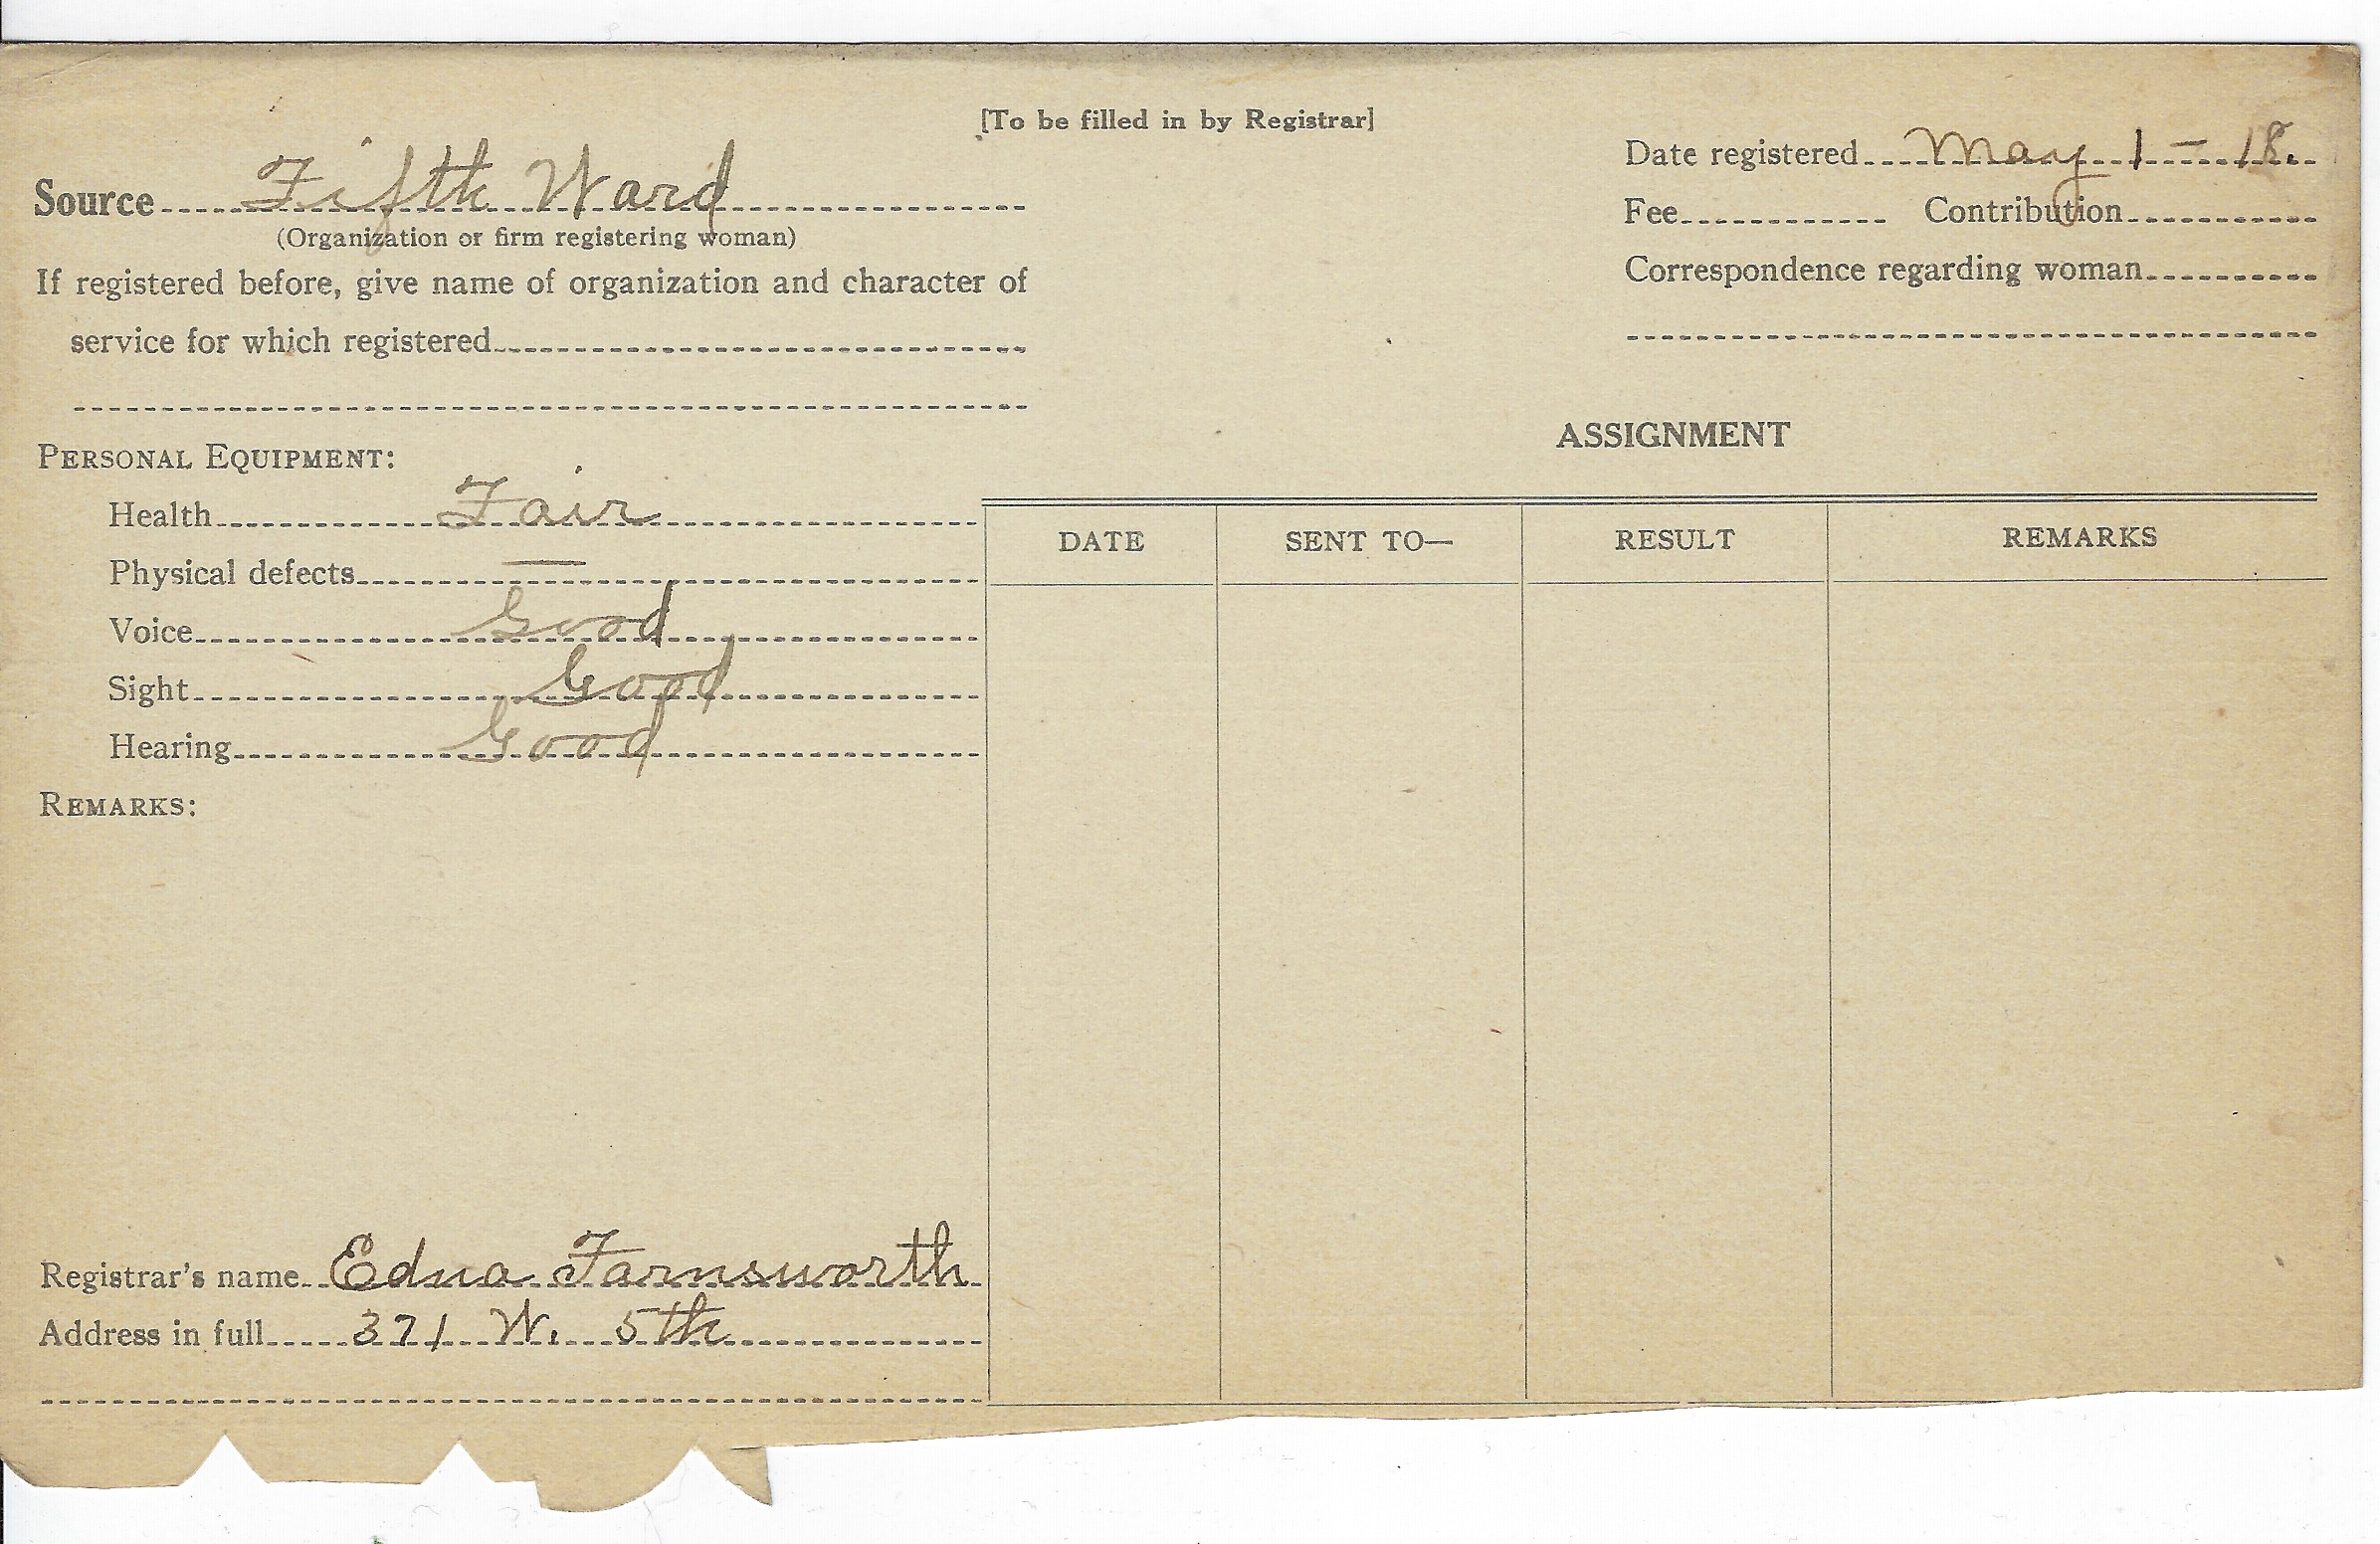 [To be filled in by Registrar]
Source Fifth Ward
(Organization or firm registering woman)
If registered before, give name of organization and character of
service for which registered
Date registered May 1 - 18.
Fee Contribution
Correspondence regarding woman
PERSONAL EQUIPMENT:
Health Fair
Physical defects —
Voice Good
Sight Good
Hearing Good
REMARKS:
Registrar's name Edna Farnsworth
Address in full 371 W. 5th
ASSIGNMENT
DATE SENT TO— RESULT REMARKS